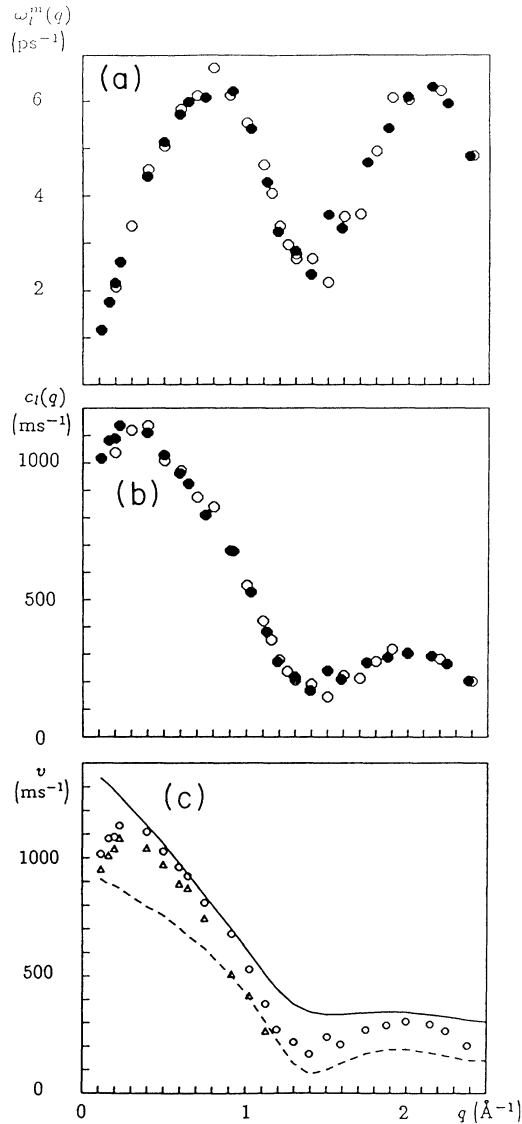 ω_l^m(q)
(ps⁻¹)
(a)
6
4
2
c_l(q)
(ms⁻¹)
1000
(b)
500
0
v
(ms⁻¹)
(c)
1000
500
0
0 1 2 q (Å⁻¹)